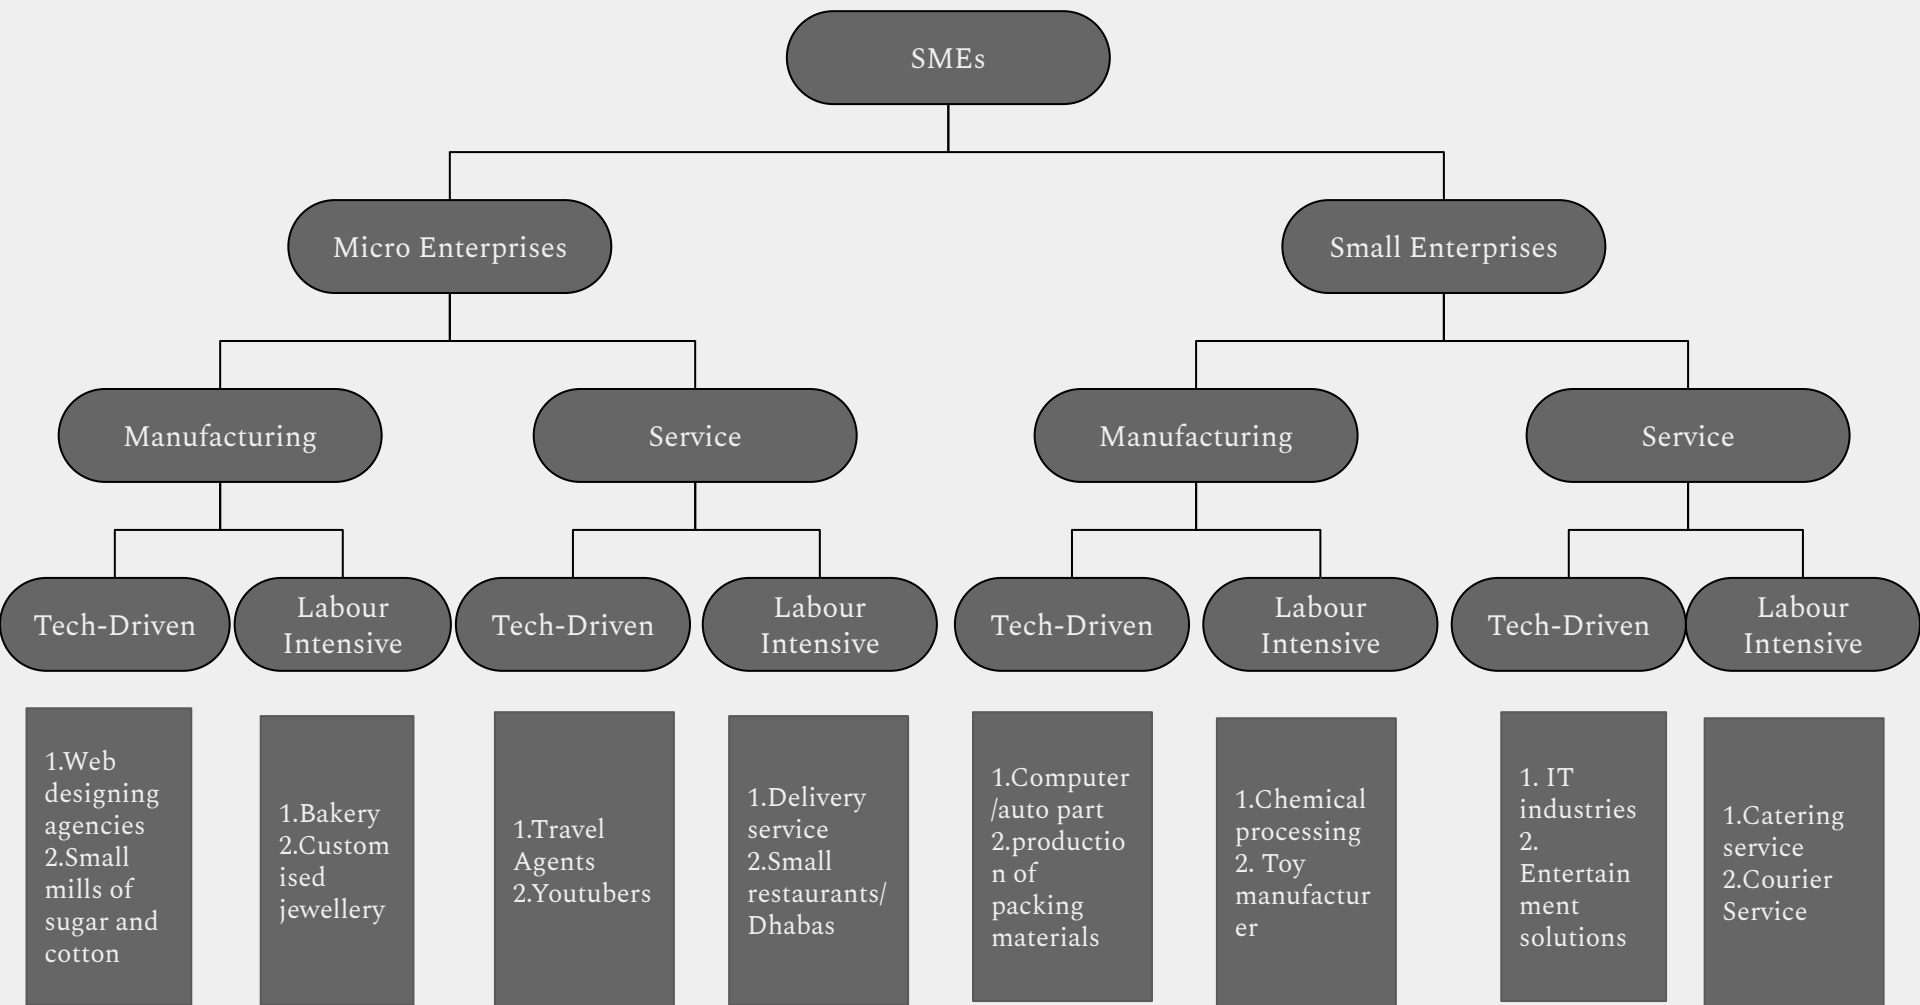 SMEs
Micro Enterprises
Small Enterprises
Manufacturing
Service
Manufacturing
Service
Tech-Driven
Labour
Intensive
Tech-Driven
Labour
Intensive
Tech-Driven
Labour
Intensive
Tech-Driven
Labour
Intensive
1.Web
designing
agencies
2.Small
mills of
sugar and
cotton
1.Bakery
2.Custom
ised
jewellery
1.Travel
Agents
2.Youtubers
1.Delivery
service
2.Small
restaurants/
Dhabas
1.Computer
/auto part
2.productio
n of
packing
materials
1.Chemical
processing
2. Toy
manufactur
er
1. IT
industries
2.
Entertain
ment
solutions
1.Catering
service
2.Courier
Service